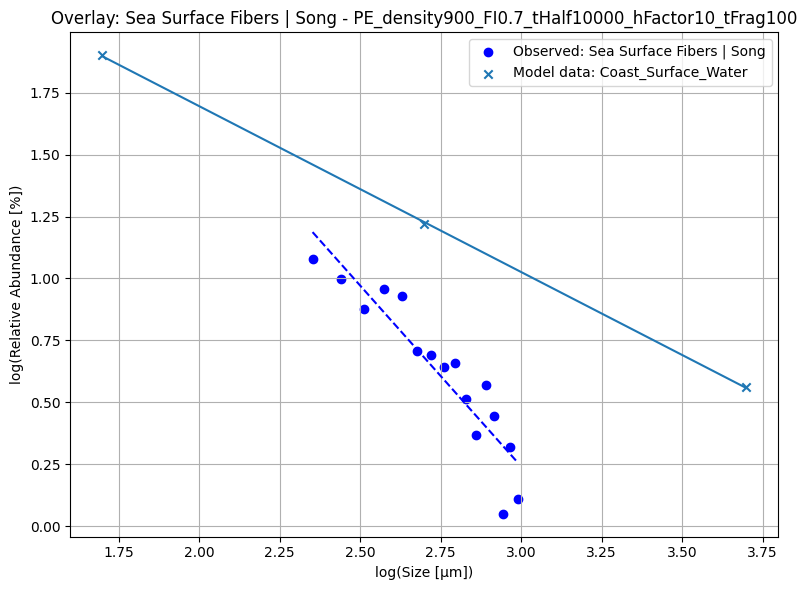 Overlay: Sea Surface Fibers | Song - PE_density900_FI0.7_tHalf10000_hFactor10_tFrag100
Observed: Sea Surface Fibers | Song
Model data: Coast_Surface_Water
log(Relative Abundance [%])
1.75
1.50
1.25
1.00
0.75
0.50
0.25
0.00
1.75 2.00 2.25 2.50 2.75 3.00 3.25 3.50 3.75
log(Size [μm])